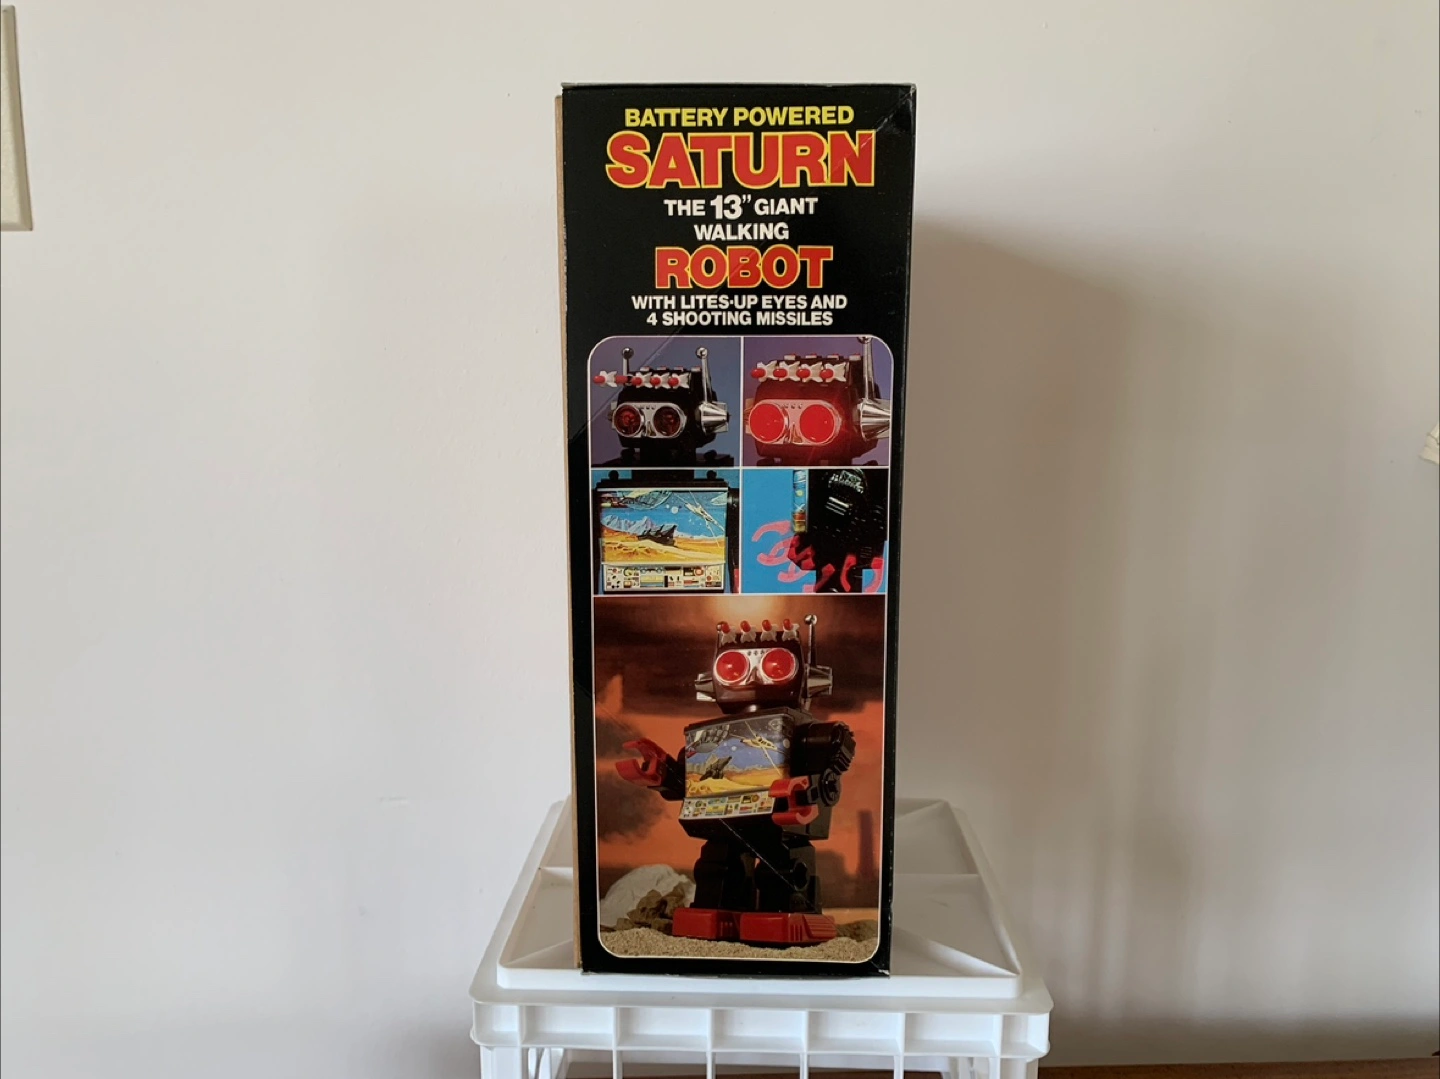 BATTERY POWERED
SATURN
THE 13" GIANT
WALKING
ROBOT
WITH LITES-UP EYES AND
4 SHOOTING MISSILES